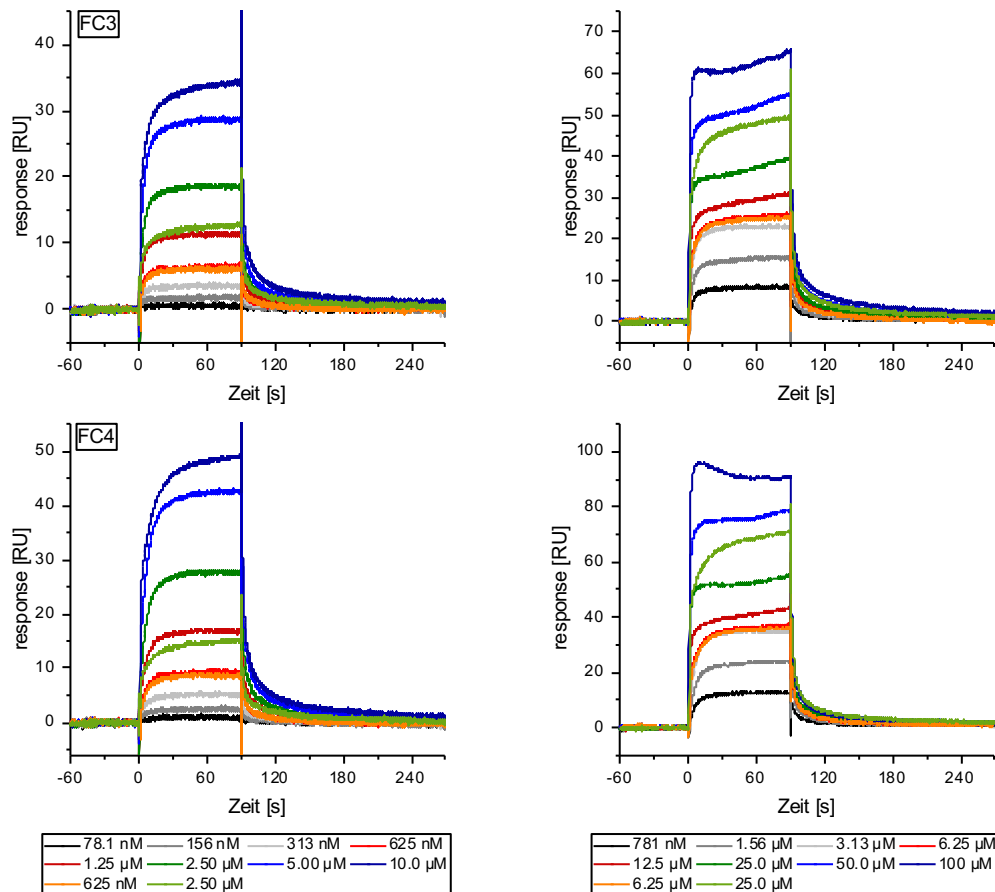 FC3
response [RU]
40
30
20
10
0
-60 0 60 120 180 240
Zeit [s]
response [RU]
70
60
50
40
30
20
10
0
-60 0 60 120 180 240
Zeit [s]
FC4
response [RU]
50
40
30
20
10
0
-60 0 60 120 180 240
Zeit [s]
response [RU]
100
80
60
40
20
0
-60 0 60 120 180 240
Zeit [s]
78.1 nM 156 nM 313 nM 625 nM
1.25 µM 2.50 µM 5.00 µM 10.0 µM
625 nM 2.50 µM
781 nM 1.56 µM 3.13 µM 6.25 µM
12.5 µM 25.0 µM 50.0 µM 100 µM
6.25 µM 25.0 µM